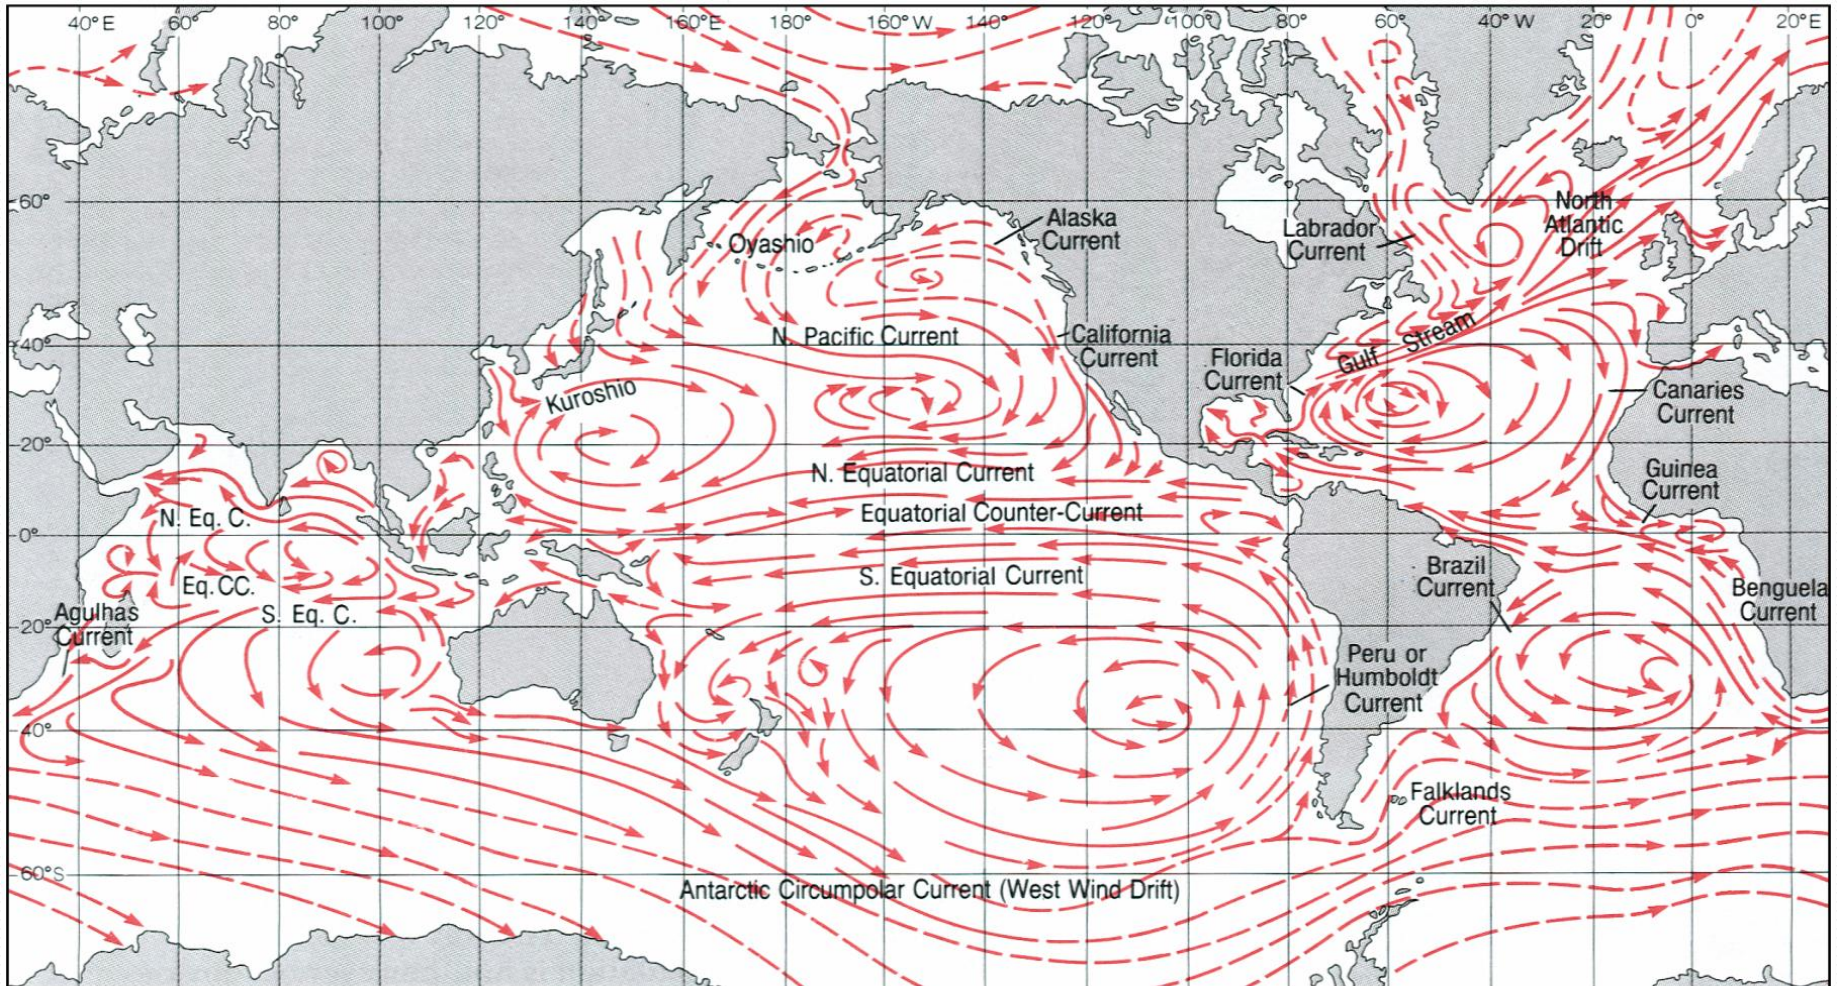 40°E 60° 80° 100° 120° 140° 160° 180° 160° 140° 120° 100° 80° 60° 40° W 20° 0° 20°E
60°
Oyashio
Alaska
Current
Labrador
Current
North
Atlantic
Drift
40°
N. Pacific Current
California
Current
Florida
Current
Gulf Stream
Kuroshio
Canaries
Current
20°
N. Equatorial Current
Guinea
Current
N. Eq. C.
Equatorial Counter-Current
0°
Eq. CC.
S. Equatorial Current
Brazil
Current
Benguela
Current
Agulhas
Current
S. Eq. C.
20°
Peru or
Humboldt
Current
40°
Falklands
Current
60°S
Antarctic Circumpolar Current (West Wind Drift)